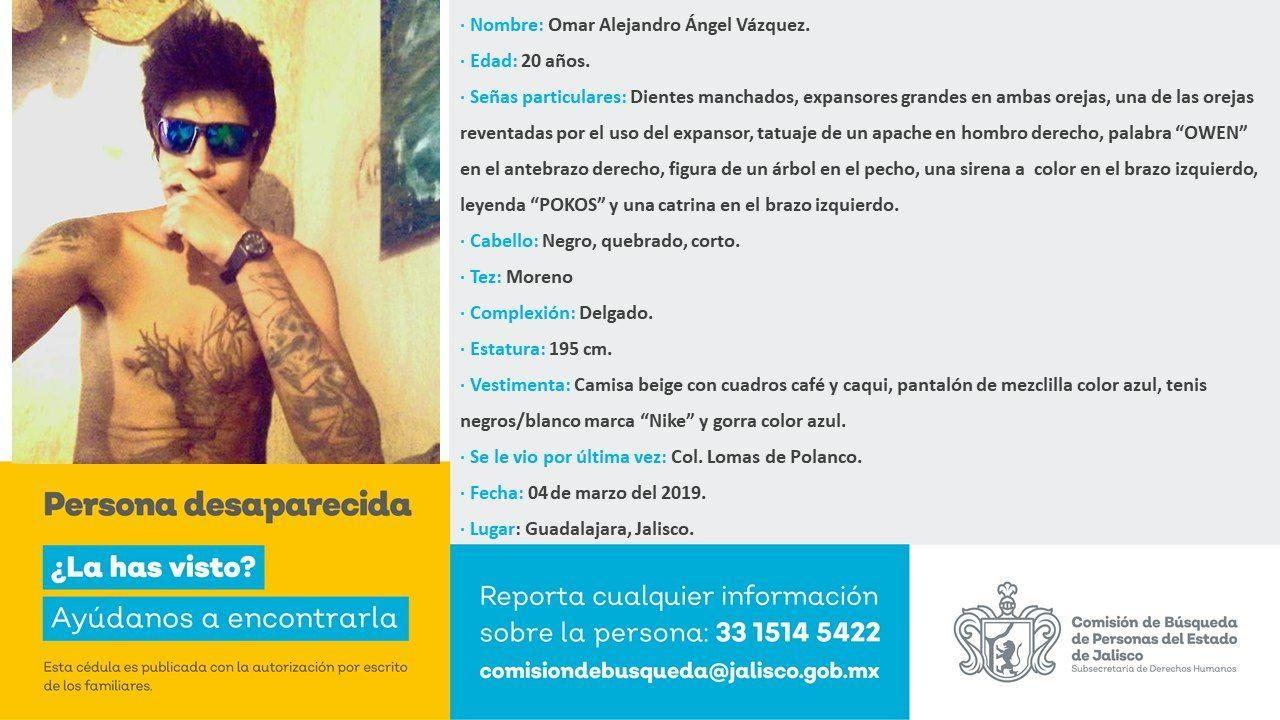 · Nombre: Omar Alejandro Ángel Vázquez.
· Edad: 20 años.
· Señas particulares: Dientes manchados, expansores grandes en ambas orejas, una de las orejas
reventadas por el uso del expansor, tatuaje de un apache en hombro derecho, palabra “OWEN”
en el antebrazo derecho, figura de un árbol en el pecho, una sirena a color en el brazo izquierdo,
leyenda “POKOS” y una catrina en el brazo izquierdo.
· Cabello: Negro, quebrado, corto.
· Tez: Moreno
· Complexión: Delgado.
· Estatura: 195 cm.
· Vestimenta: Camisa beige con cuadros café y caqui, pantalón de mezclilla color azul, tenis
negros/blanco marca “Nike” y gorra color azul.
· Se le vio por última vez: Col. Lomas de Polanco.
· Fecha: 04 de marzo del 2019.
· Lugar: Guadalajara, Jalisco.
Persona desaparecida
¿La has visto?
Ayúdanos a encontrarla
Esta cédula es publicada con la autorización por escrito
de los familiares.
Reporta cualquier información
sobre la persona: 33 1514 5422
comisiondebusqueda@jalisco.gob.mx
Comisión de Búsqueda
de Personas del Estado
de Jalisco
Subsecretaría de Derechos Humanos